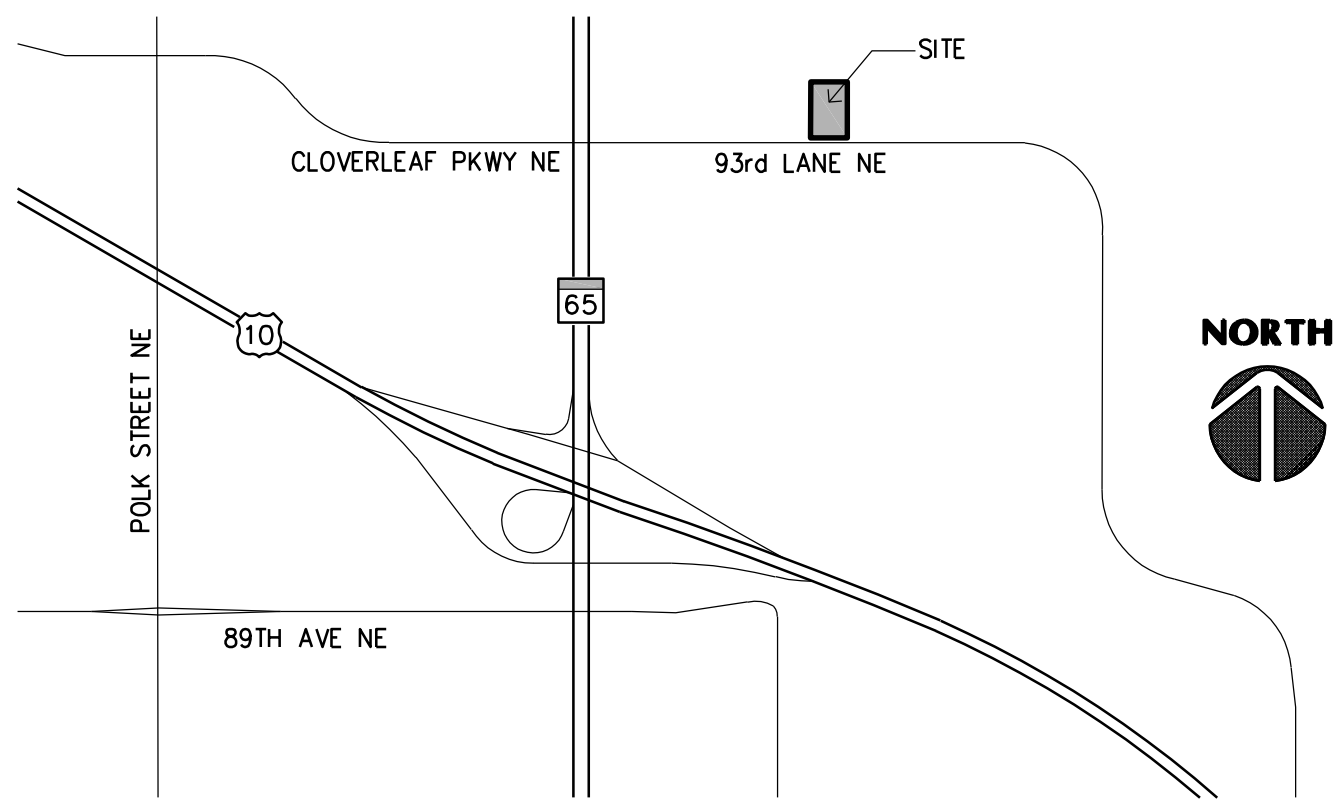 SITE
CLOVERLEAF PKWY NE
93rd LANE NE
65
10
NORTH
POLK STREET NE
89TH AVE NE